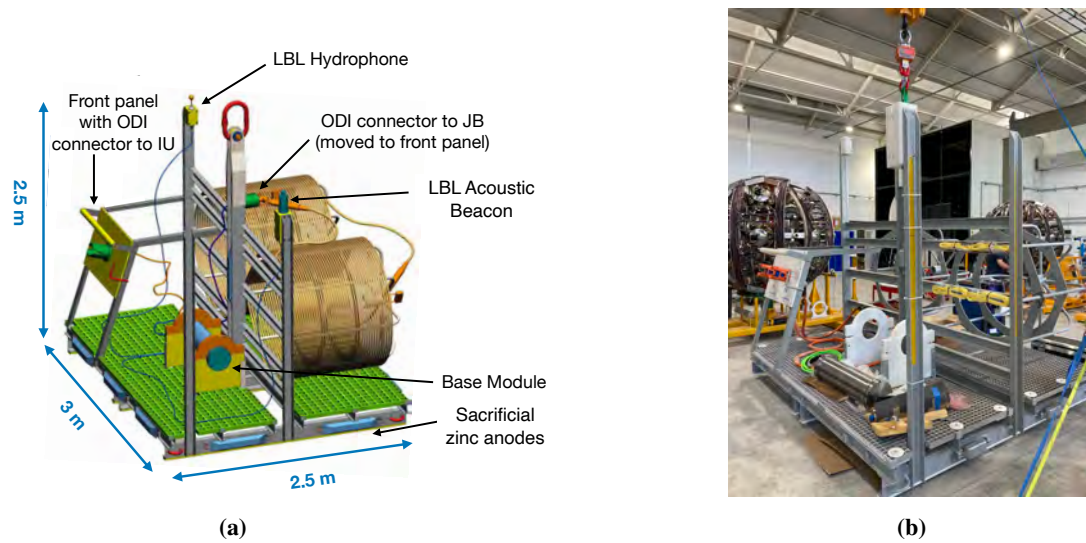 LBL Hydrophone
Front panel
with ODI
connector to IU
ODI connector to JB
(moved to front panel)
LBL Acoustic
Beacon
2.5 m
Base Module
3 m
Sacrificial
zinc anodes
2.5 m
(a)
(b)